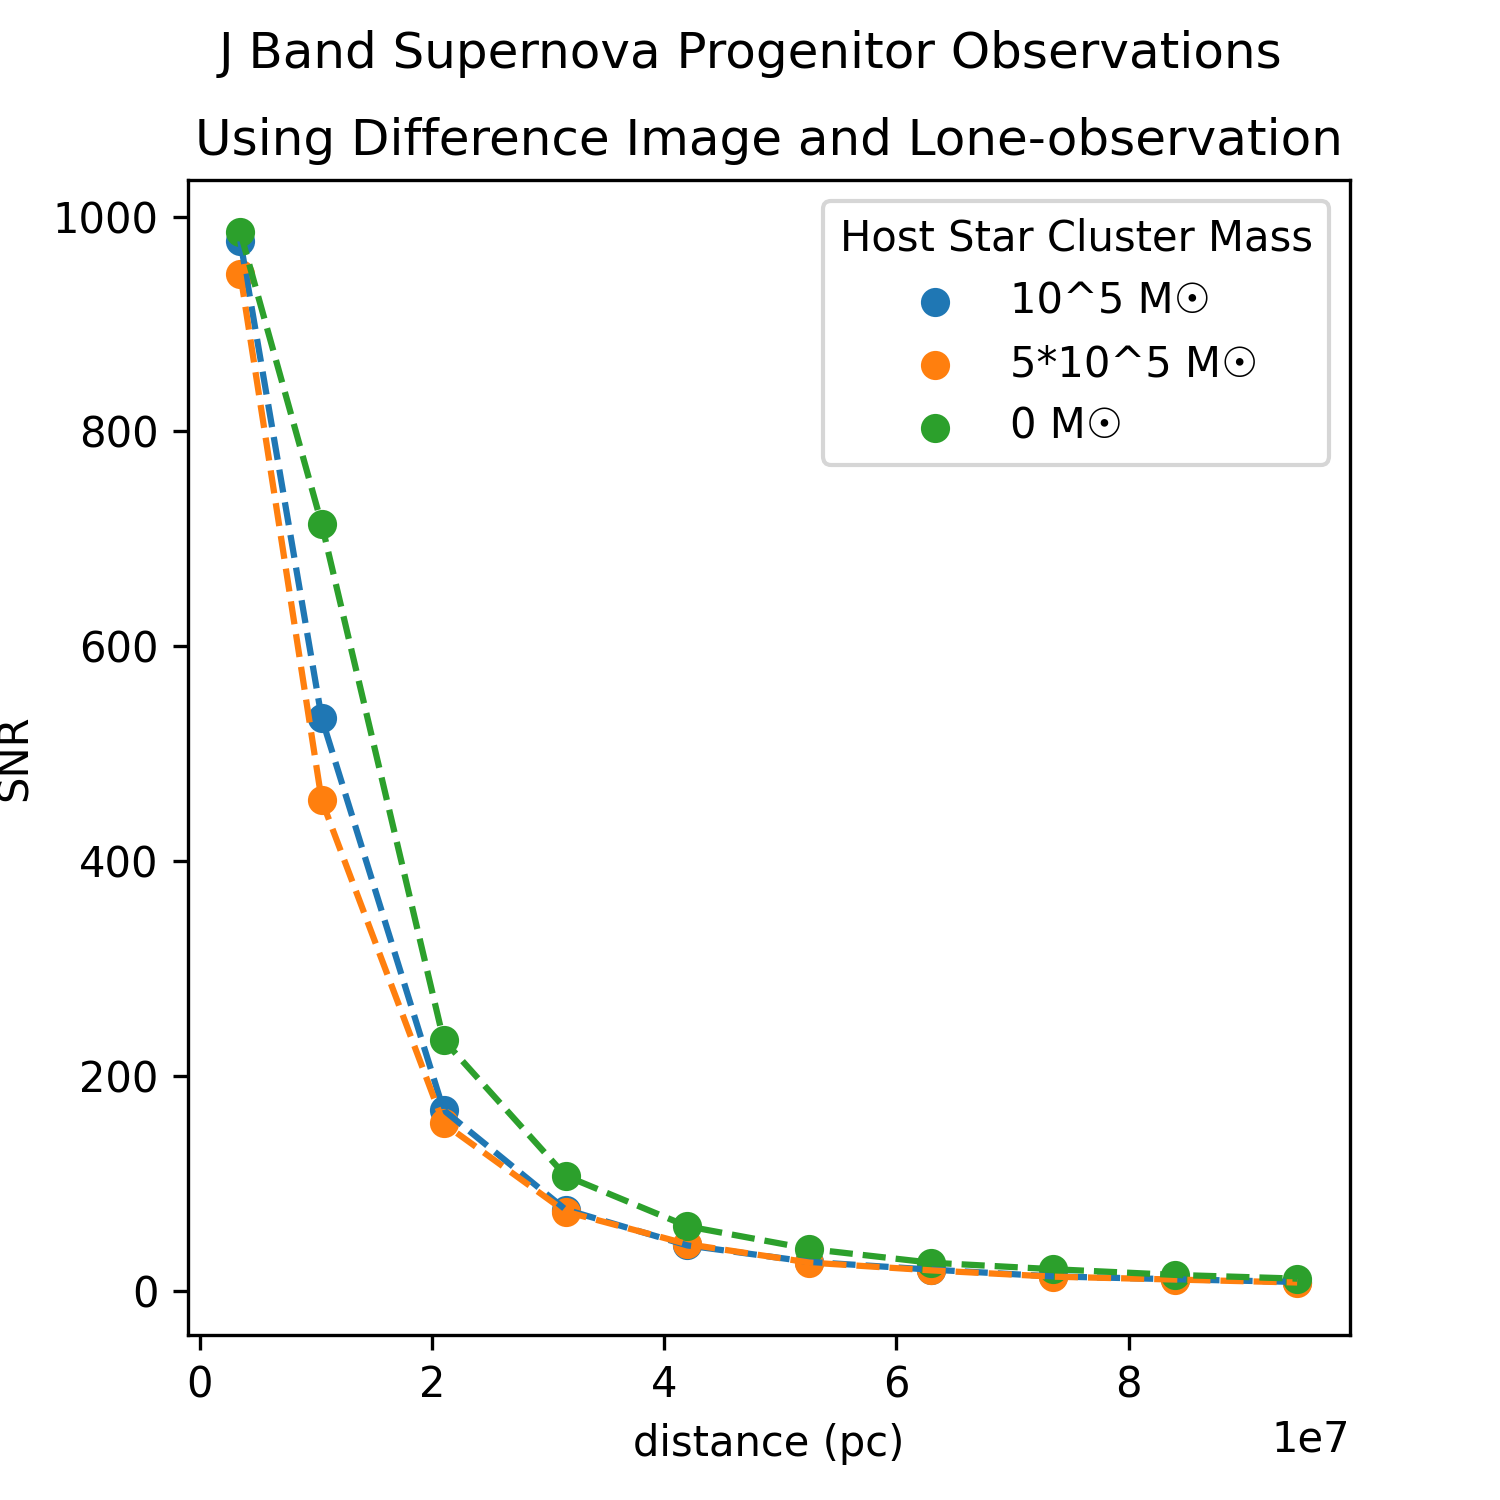 J Band Supernova Progenitor Observations
Using Difference Image and Lone-observation
Host Star Cluster Mass
10^5 M☉
5*10^5 M☉
0 M☉
1000
800
600
400
200
0
SNR
0 2 4 6 8
1e7
distance (pc)